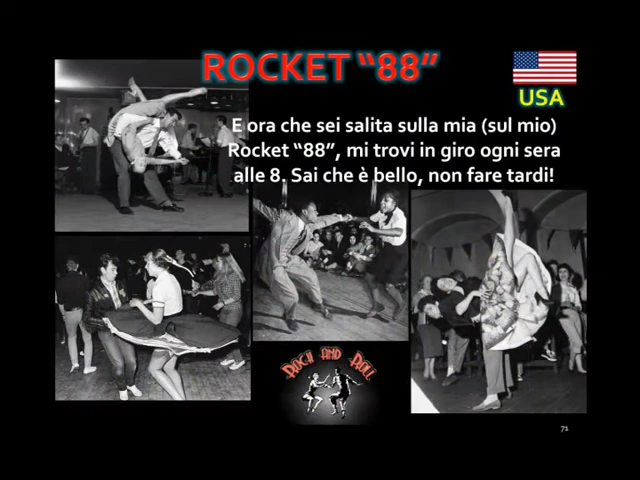 ROCKET “88”
USA
E ora che sei salita sulla mia (sul mio)
Rocket “88”, mi trovi in giro ogni sera
alle 8. Sai che è bello, non fare tardi!
ROCK AND ROLL
71